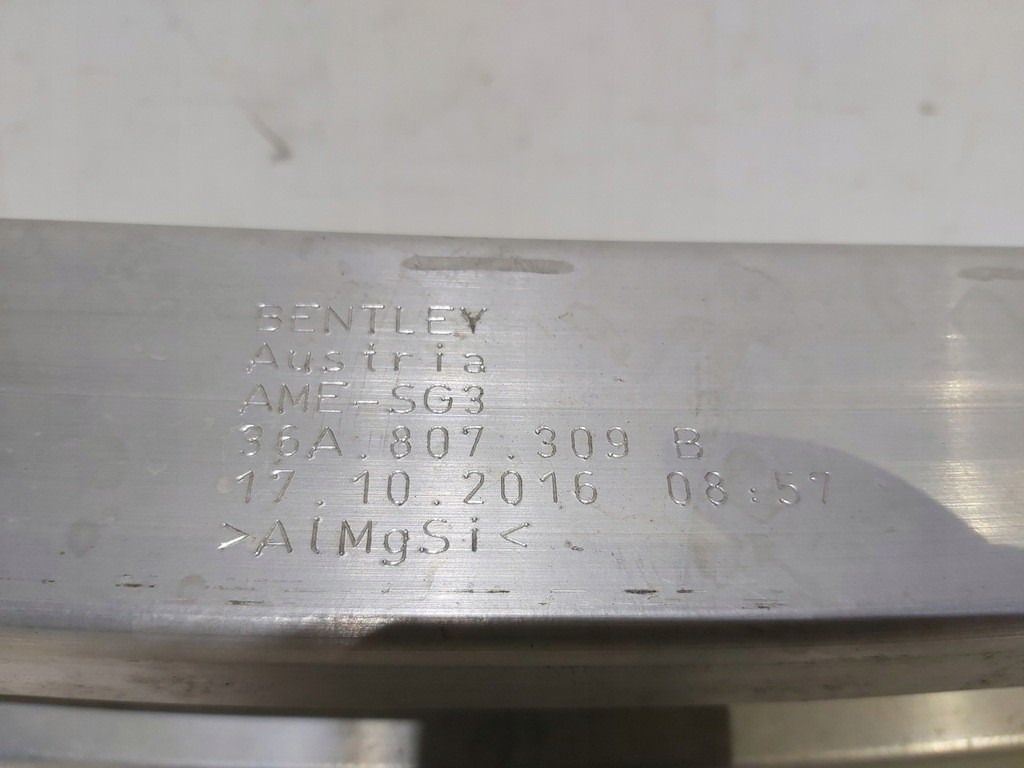 BENTLEY
Austria
AME-SG3
36A.807.309 B
17.10.2016 08:57
>AlMgSi<